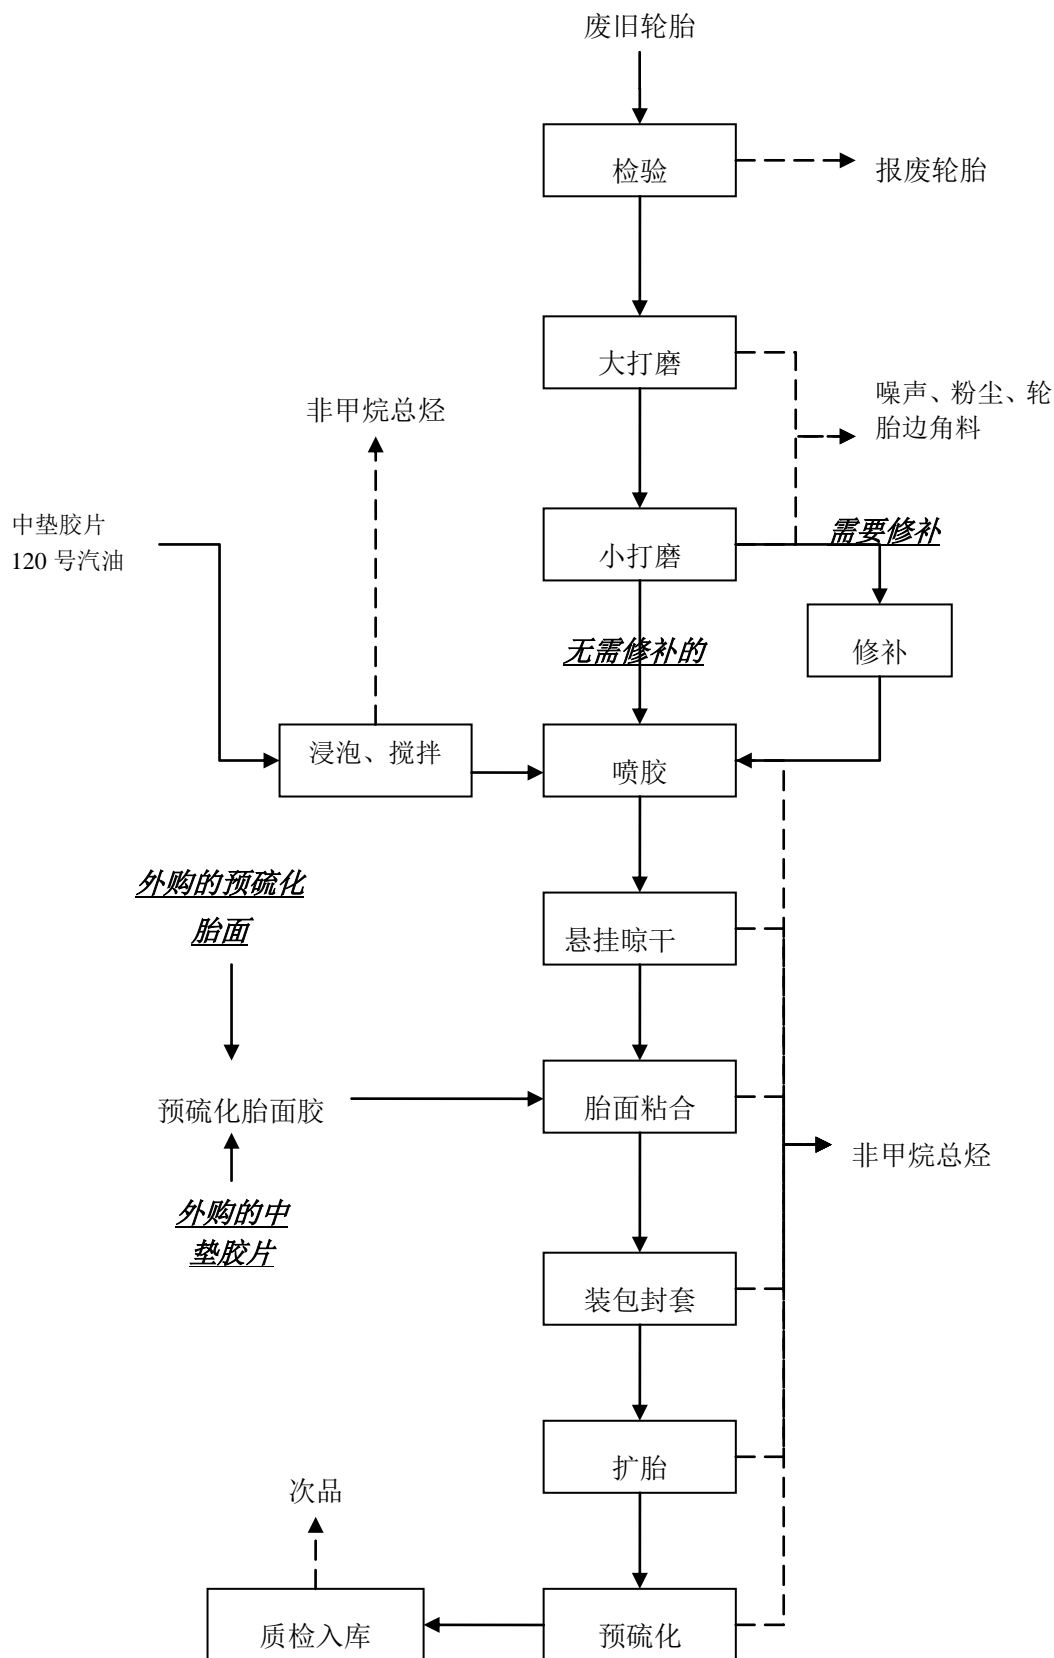 废旧轮胎
检验
报废轮胎
大打磨
噪声、粉尘、轮
胎边角料
非甲烷总烃
中垫胶片
120 号汽油
小打磨
需要修补
无需修补的
修补
浸泡、搅拌
喷胶
外购的预硫化
胎面
悬挂晾干
预硫化胎面胶
胎面粘合
非甲烷总烃
外购的中
垫胶片
装包封套
扩胎
次品
质检入库
预硫化